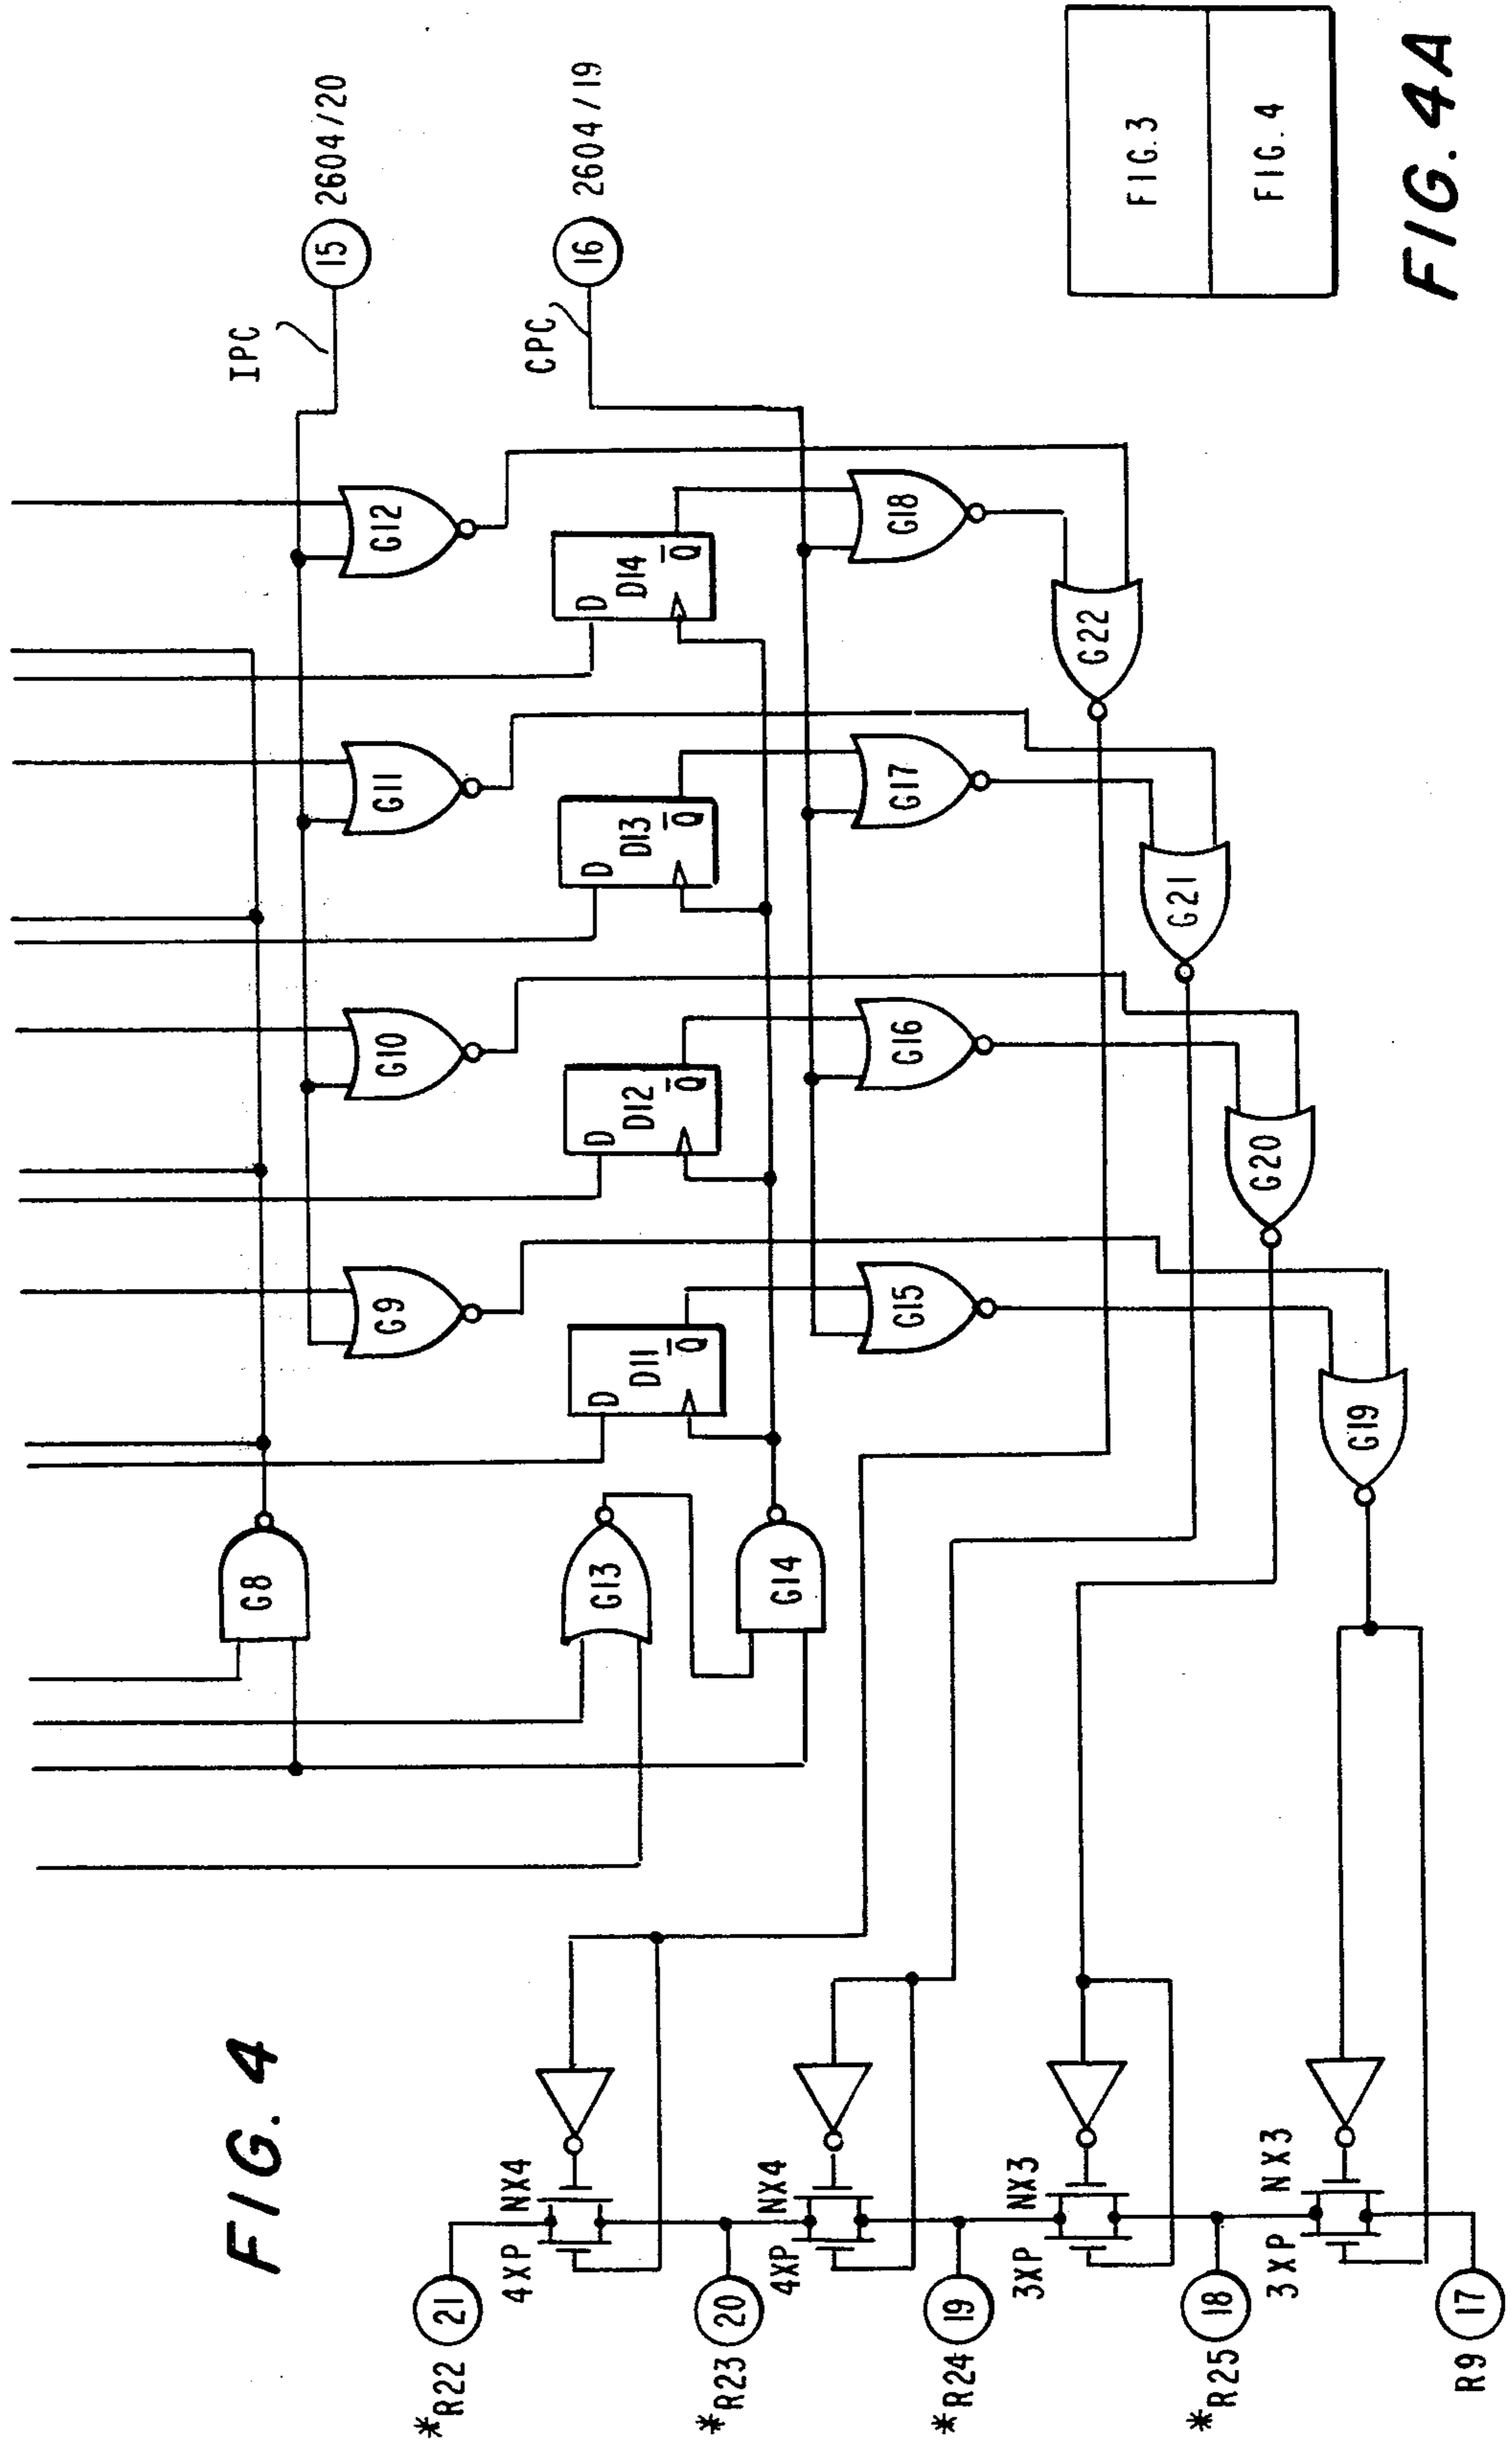 FIG. 4
G8
G12
G11
G10
G9
IPC
15
2604/20
G13
G14
D
D11
Q̅
D
D12
Q̅
D
D13
Q̅
D
D14
Q̅
CPC
16
2604/19
G15
G16
G17
G18
G19
G20
G21
G22
*R22
21
4XP
NX4
*R23
20
4XP
NX4
*R24
19
3XP
NX3
*R25
18
3XP
NX3
R9
17
FIG.3
FIG. 4
FIG. 4A